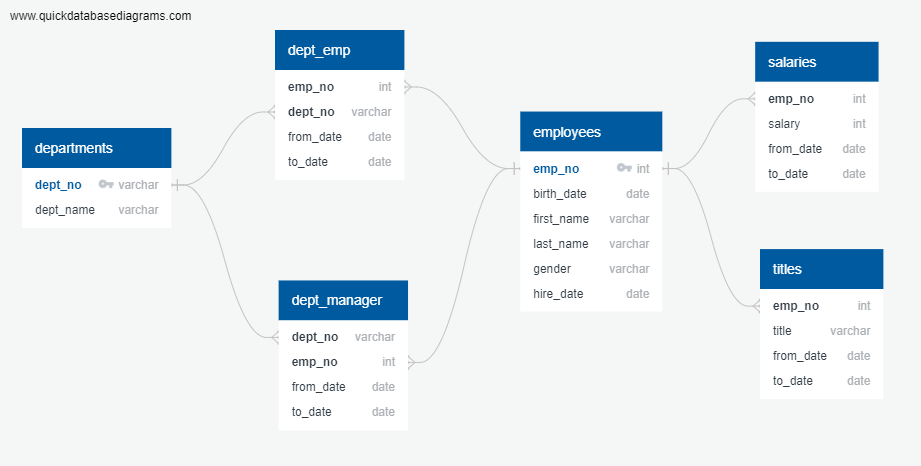 www.quickdatabasediagrams.com
departments
dept_no varchar
dept_name varchar
dept_emp
emp_no int
dept_no varchar
from_date date
to_date date
dept_manager
dept_no varchar
emp_no int
from_date date
to_date date
employees
emp_no int
birth_date date
first_name varchar
last_name varchar
gender varchar
hire_date date
salaries
emp_no int
salary int
from_date date
to_date date
titles
emp_no int
title varchar
from_date date
to_date date